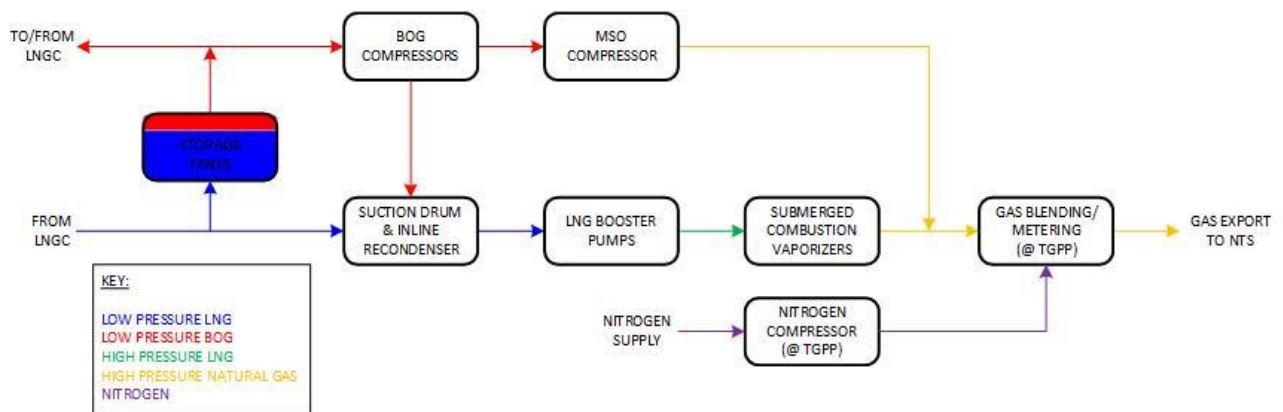 TO/FROM
LNGC
BOG
COMPRESSORS
MSO
COMPRESSOR
STORAGE
TANKS
FROM
LNGC
SUCTION DRUM
& INLINE
RECONDENSER
LNG BOOSTER
PUMPS
SUBMERGED
COMBUSTION
VAPORIZERS
GAS BLENDING/
METERING
(@ TGPP)
GAS EXPORT
TO NTS
KEY:
LOW PRESSURE LNG
LOW PRESSURE BOG
HIGH PRESSURE LNG
HIGH PRESSURE NATURAL GAS
NITROGEN
NITROGEN
SUPPLY
NITROGEN
COMPRESSOR
(@ TGPP)